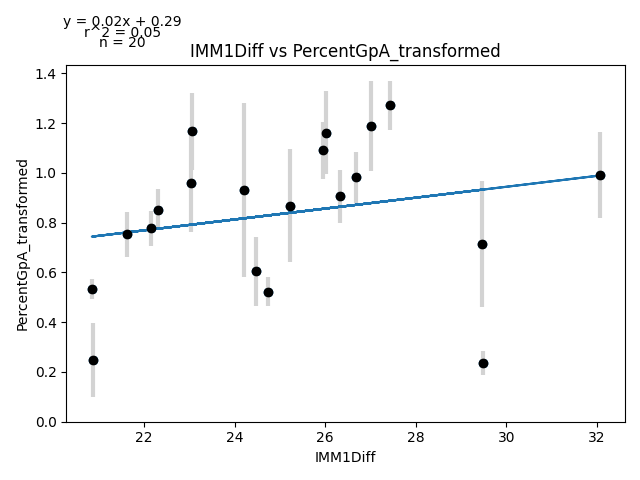 y = 0.02x + 0.29
r^2 = 0.05
n = 20
IMM1Diff vs PercentGpA_transformed
1.4
1.2
1.0
0.8
0.6
0.4
0.2
0.0
PercentGpA_transformed
22 24 26 28 30 32
IMM1Diff